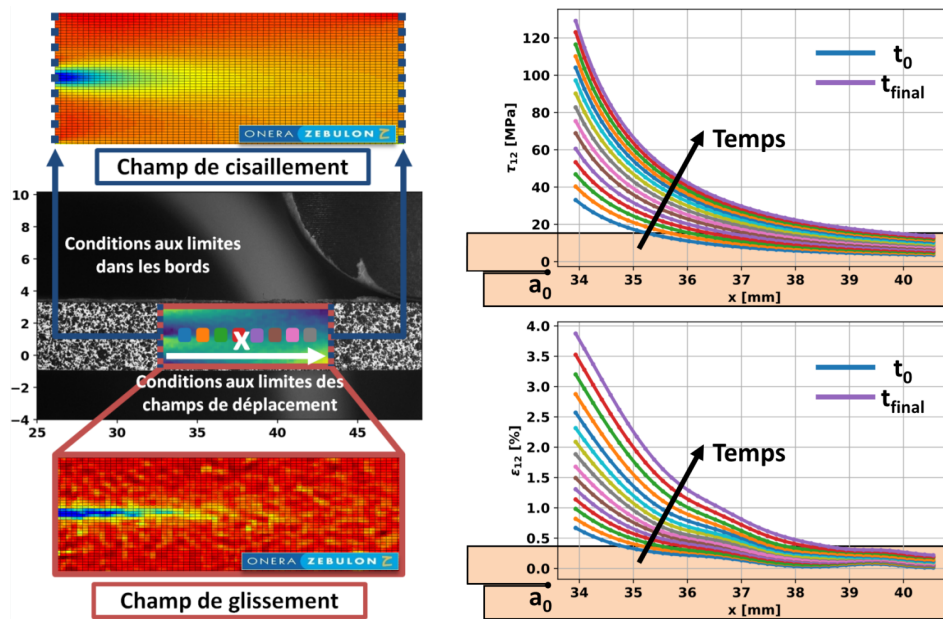 ONERA ZEBULON Z
Champ de cisaillement
10
8
6
4
2
0
−2
−4
25
30
35
40
45
Conditions aux limites
dans les bords
X
Conditions aux limites des
champs de déplacement
ONERA ZEBULON Z
Champ de glissement
τ12 [MPa]
120
100
80
60
40
20
0
t0
tfinal
Temps
a0
34
35
36
37
38
39
40
x [mm]
ε12 [%]
4.0
3.5
3.0
2.5
2.0
1.5
1.0
0.5
0.0
t0
tfinal
Temps
a0
34
35
36
37
38
39
40
x [mm]